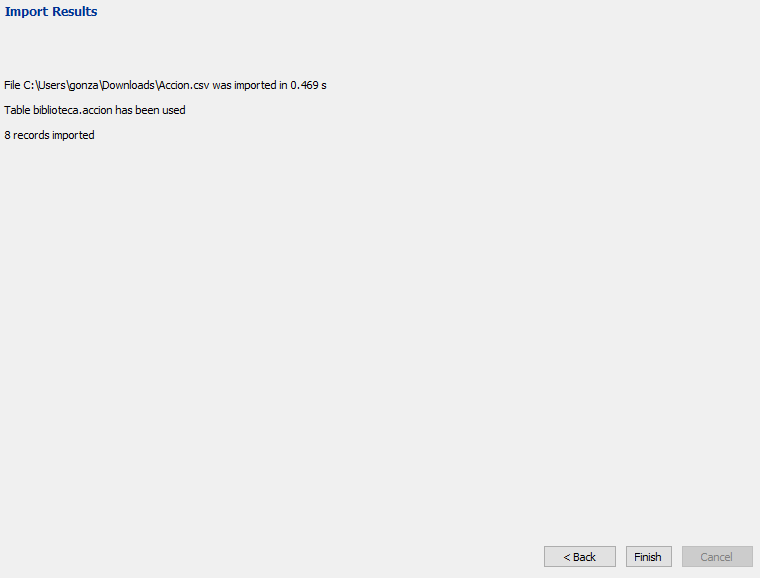 Import Results
File C:\Users\gonza\Downloads\Accion.csv was imported in 0.469 s
Table biblioteca.accion has been used
8 records imported
< Back
Finish
Cancel